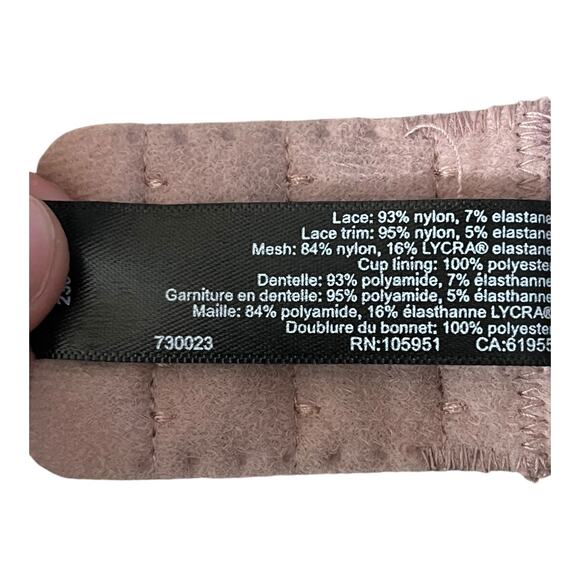 Lace: 93% nylon, 7% elastane
Lace trim: 95% nylon, 5% elastane
Mesh: 84% nylon, 16% LYCRA® elastane
Cup lining: 100% polyester
Dentelle: 93% polyamide, 7% élasthanne
Garniture en dentelle: 95% polyamide, 5% élasthanne
Maille: 84% polyamide, 16% élasthanne LYCRA®
Doublure du bonnet: 100% polyester
730023 RN:105951 CA:61955